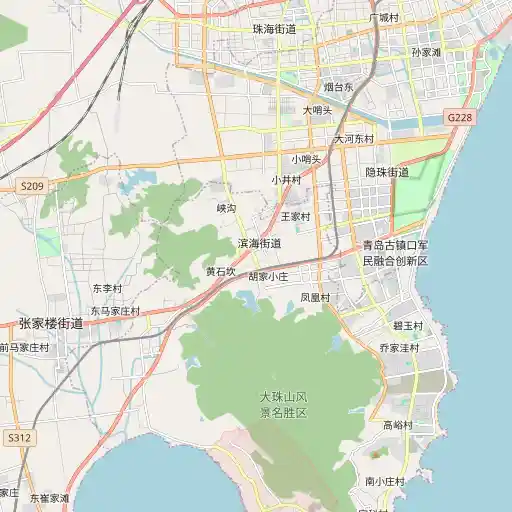 广城村
珠海街道
孙家滩
烟台东
大哨头
G228
大河东村
小哨头
隐珠街道
小井村
S209
峡沟
王家村
滨海街道
青岛古镇口军
民融合创新区
黄石坎
胡家小庄
东李村
凤凰村
东马家庄村
张家楼街道
碧玉村
前马家庄村
乔家洼村
大珠山风
景名胜区
高峪村
S312
南小庄村
家庄
东崔家滩